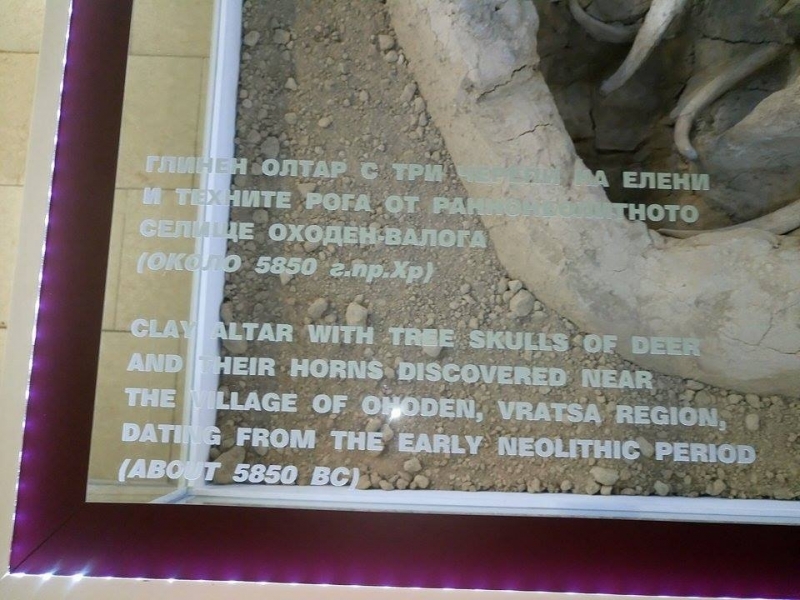 ГЛИНЕН ОЛТАР С ТРИ ЧЕРЕПИ НА ЕЛЕНИ
И ТЕХНИТЕ РОГА ОТ РАННОНЕОЛИТНОТО
СЕЛИЩЕ ОХОДЕН-ВАЛОГА
(ОКОЛО 5850 г.пр.Хр)
CLAY ALTAR WITH TREE SKULLS OF DEER
AND THEIR HORNS DISCOVERED NEAR
THE VILLAGE OF OHODEN, VRATSA REGION,
DATING FROM THE EARLY NEOLITHIC PERIOD
(ABOUT 5850 BC)